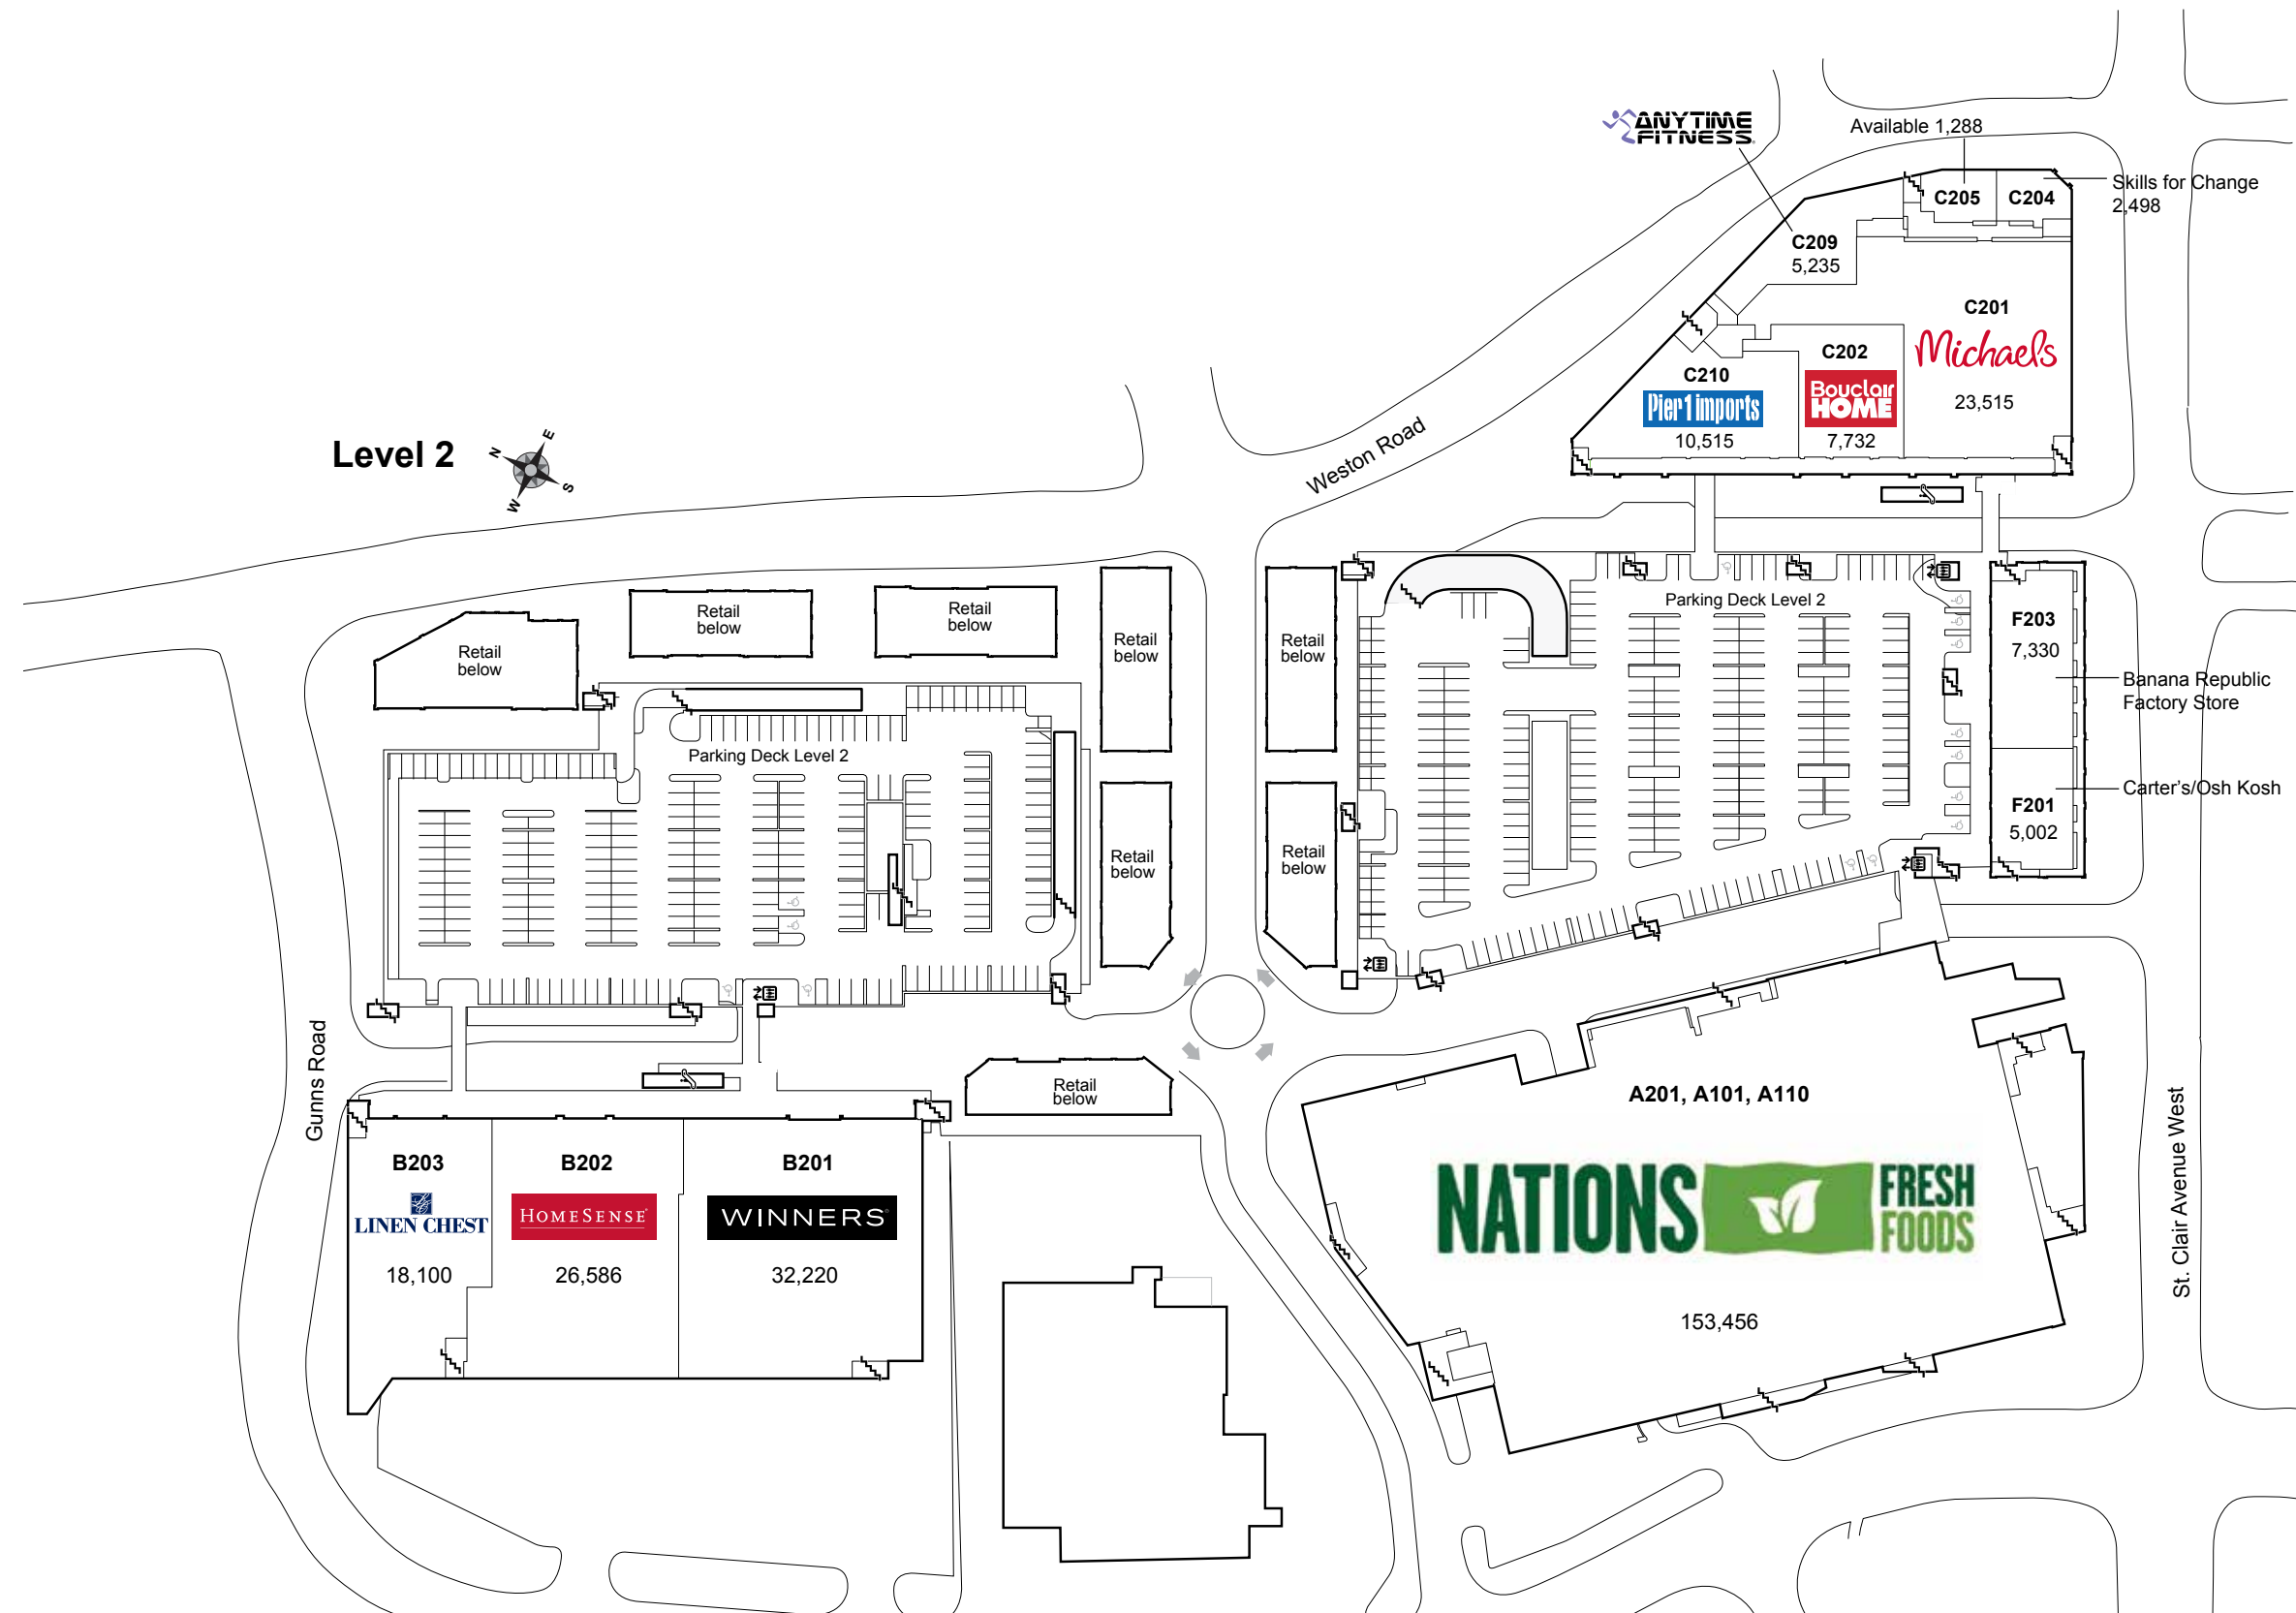 ANYTIME
FITNESS
Available 1,288
Skills for Change
2,498
C205
C204
C209
5,235
C201
Michaels
23,515
C202
Bouclair
HOME
7,732
C210
Pier 1 imports
10,515
Level 2
N
E
S
W
Weston Road
Retail
below
Retail
below
Retail
below
Retail
below
Retail
below
Parking Deck Level 2
F203
7,330
Banana Republic
Factory Store
Parking Deck Level 2
Carter's/Osh Kosh
F201
5,002
Retail
below
Retail
below
Gunns Road
Retail
below
A201, A101, A110
NATIONS
FRESH
FOODS
153,456
St. Clair Avenue West
B203
LINEN CHEST
18,100
B202
HOMESENSE
26,586
B201
WINNERS
32,220